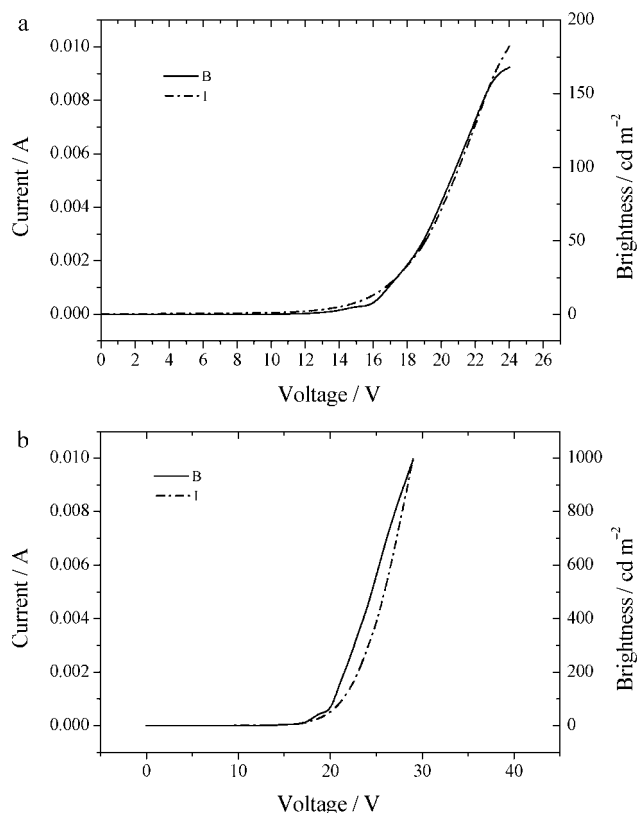 a
0.010
0.008
0.006
0.004
0.002
0.000
Current / A
B
I
200
150
100
50
0
Brightness / cd m⁻²
0 2 4 6 8 10 12 14 16 18 20 22 24 26
Voltage / V
b
0.010
0.008
0.006
0.004
0.002
0.000
Current / A
B
I
1000
800
600
400
200
0
Brightness / cd m⁻²
0 10 20 30 40
Voltage / V